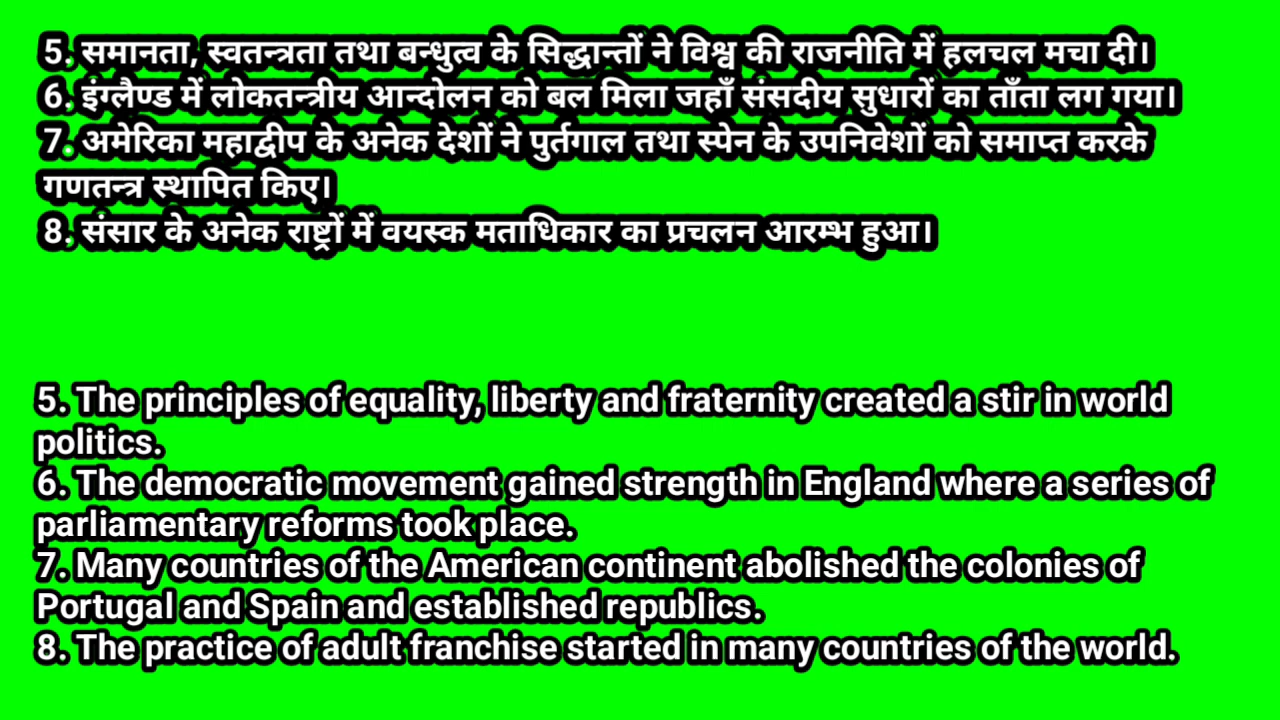 5. समानता, स्वतन्त्रता तथा बन्धुत्व के सिद्धान्तों ने विश्व की राजनीति में हलचल मचा दी।
6. इंग्लैण्ड में लोकतन्त्रीय आन्दोलन को बल मिला जहाँ संसदीय सुधारों का ताँता लग गया।
7. अमेरिका महाद्वीप के अनेक देशों ने पुर्तगाल तथा स्पेन के उपनिवेशों को समाप्त करके
गणतन्त्र स्थापित किए।
8. संसार के अनेक राष्ट्रों में वयस्क मताधिकार का प्रचलन आरम्भ हुआ।
5. The principles of equality, liberty and fraternity created a stir in world
politics.
6. The democratic movement gained strength in England where a series of
parliamentary reforms took place.
7. Many countries of the American continent abolished the colonies of
Portugal and Spain and established republics.
8. The practice of adult franchise started in many countries of the world.